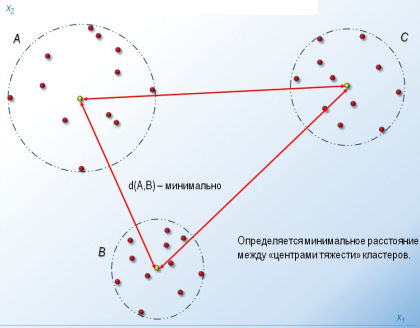 x₂
A
C
d(A,B) – минимально
B
Определяется минимальное расстояние
между «центрами тяжести» кластеров.
x₁